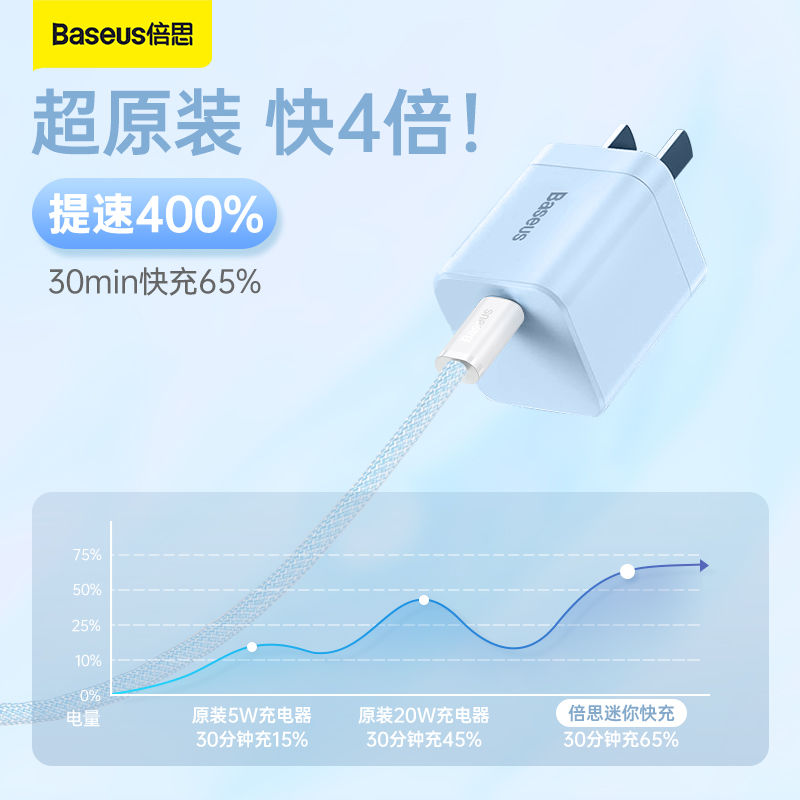 Baseus倍思
超原装 快4倍!
提速400%
30min快充65%
Baseus
Baseus
75%
50%
25%
10%
0%
电量
原装5W充电器
30分钟充15%
原装20W充电器
30分钟充45%
倍思迷你快充
30分钟充65%